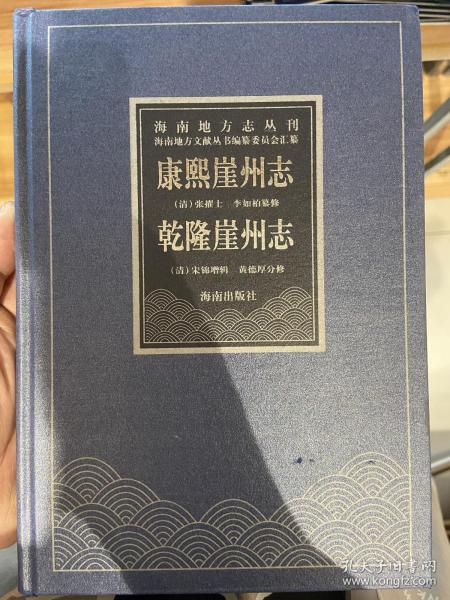 海南地方志丛刊
海南地方文献丛书编纂委员会汇纂
康熙崖州志
（清）张擢士 李如柏纂修
乾隆崖州志
（清）宋锦增辑 黄德厚分修
海南出版社
孔夫子旧书网